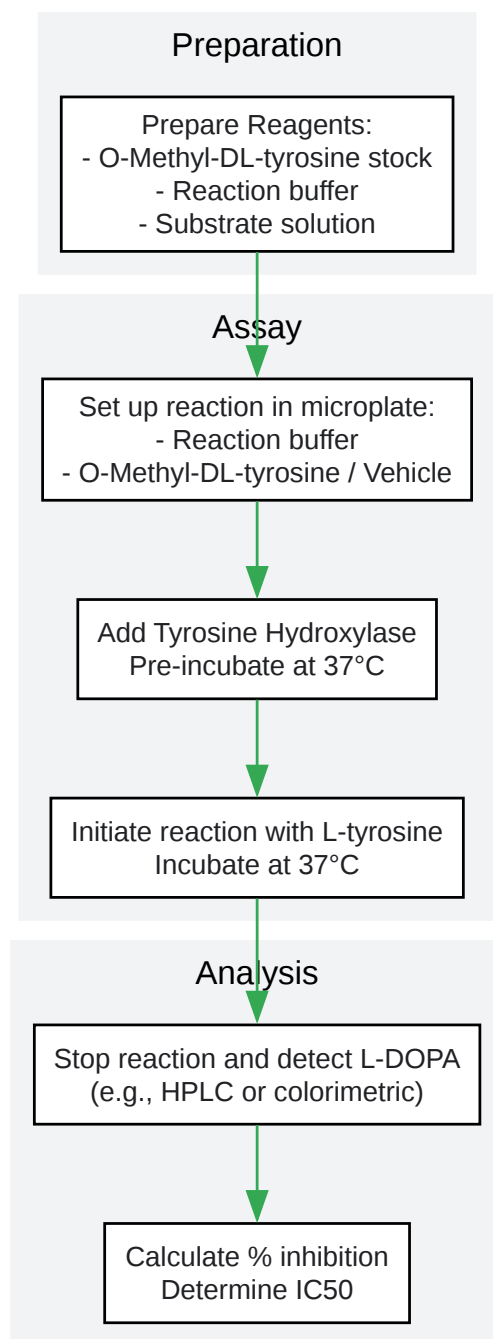 Preparation
Prepare Reagents:
- O-Methyl-DL-tyrosine stock
- Reaction buffer
- Substrate solution
Assay
Set up reaction in microplate:
- Reaction buffer
- O-Methyl-DL-tyrosine / Vehicle
Add Tyrosine Hydroxylase
Pre-incubate at 37°C
Initiate reaction with L-tyrosine
Incubate at 37°C
Analysis
Stop reaction and detect L-DOPA
(e.g., HPLC or colorimetric)
Calculate % inhibition
Determine IC50